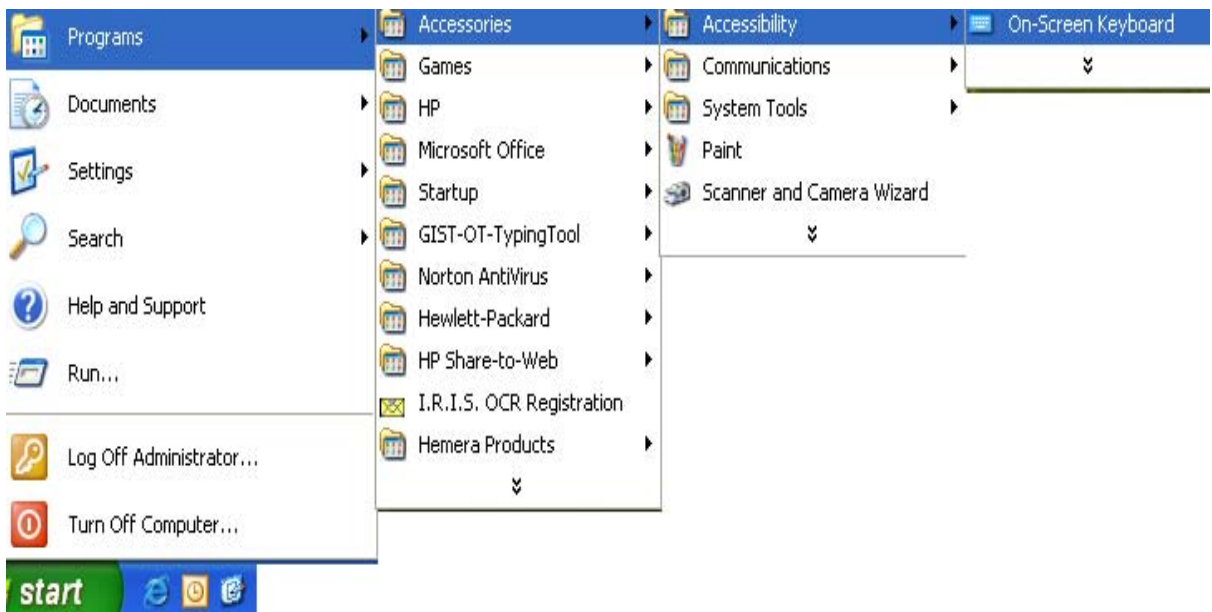 Programs
Documents
Settings
Search
Help and Support
Run...
Log Off Administrator...
Turn Off Computer...
start
Accessories
Games
HP
Microsoft Office
Startup
GIST-OT-TypingTool
Norton AntiVirus
Hewlett-Packard
HP Share-to-Web
I.R.I.S. OCR Registration
Hemera Products
Accessibility
Communications
System Tools
Paint
Scanner and Camera Wizard
On-Screen Keyboard